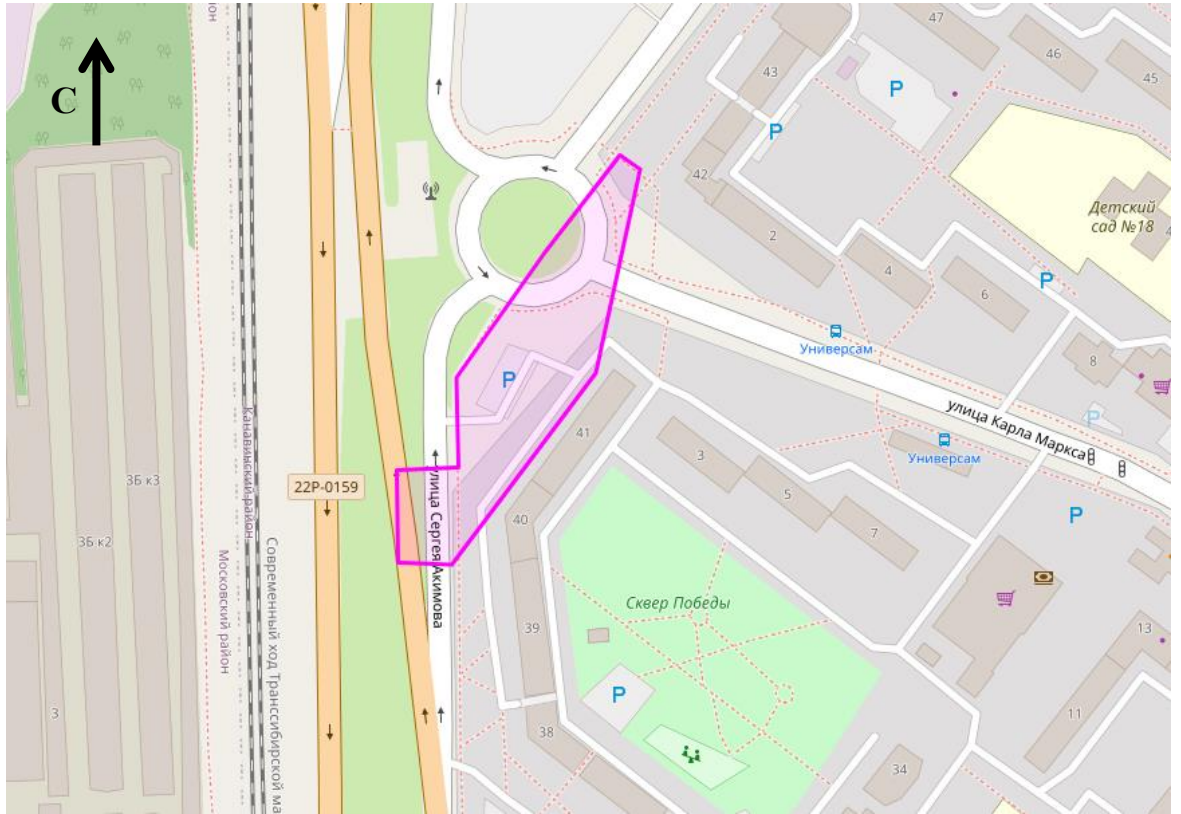 ОН
47
46
45
43
P
P
С
42
Детский
сад №18
4
2
4
6
P
Универсам
8
P
P
улица Карла Маркса
Универсам
41
3
5
7
P
Канавинский район
3Б к3
22Р-0159
улица Сергея Акимова
40
3Б к2
Московский район
Современный ход Транссибирской ма
Сквер Победы
39
13
P
3
38
11
34